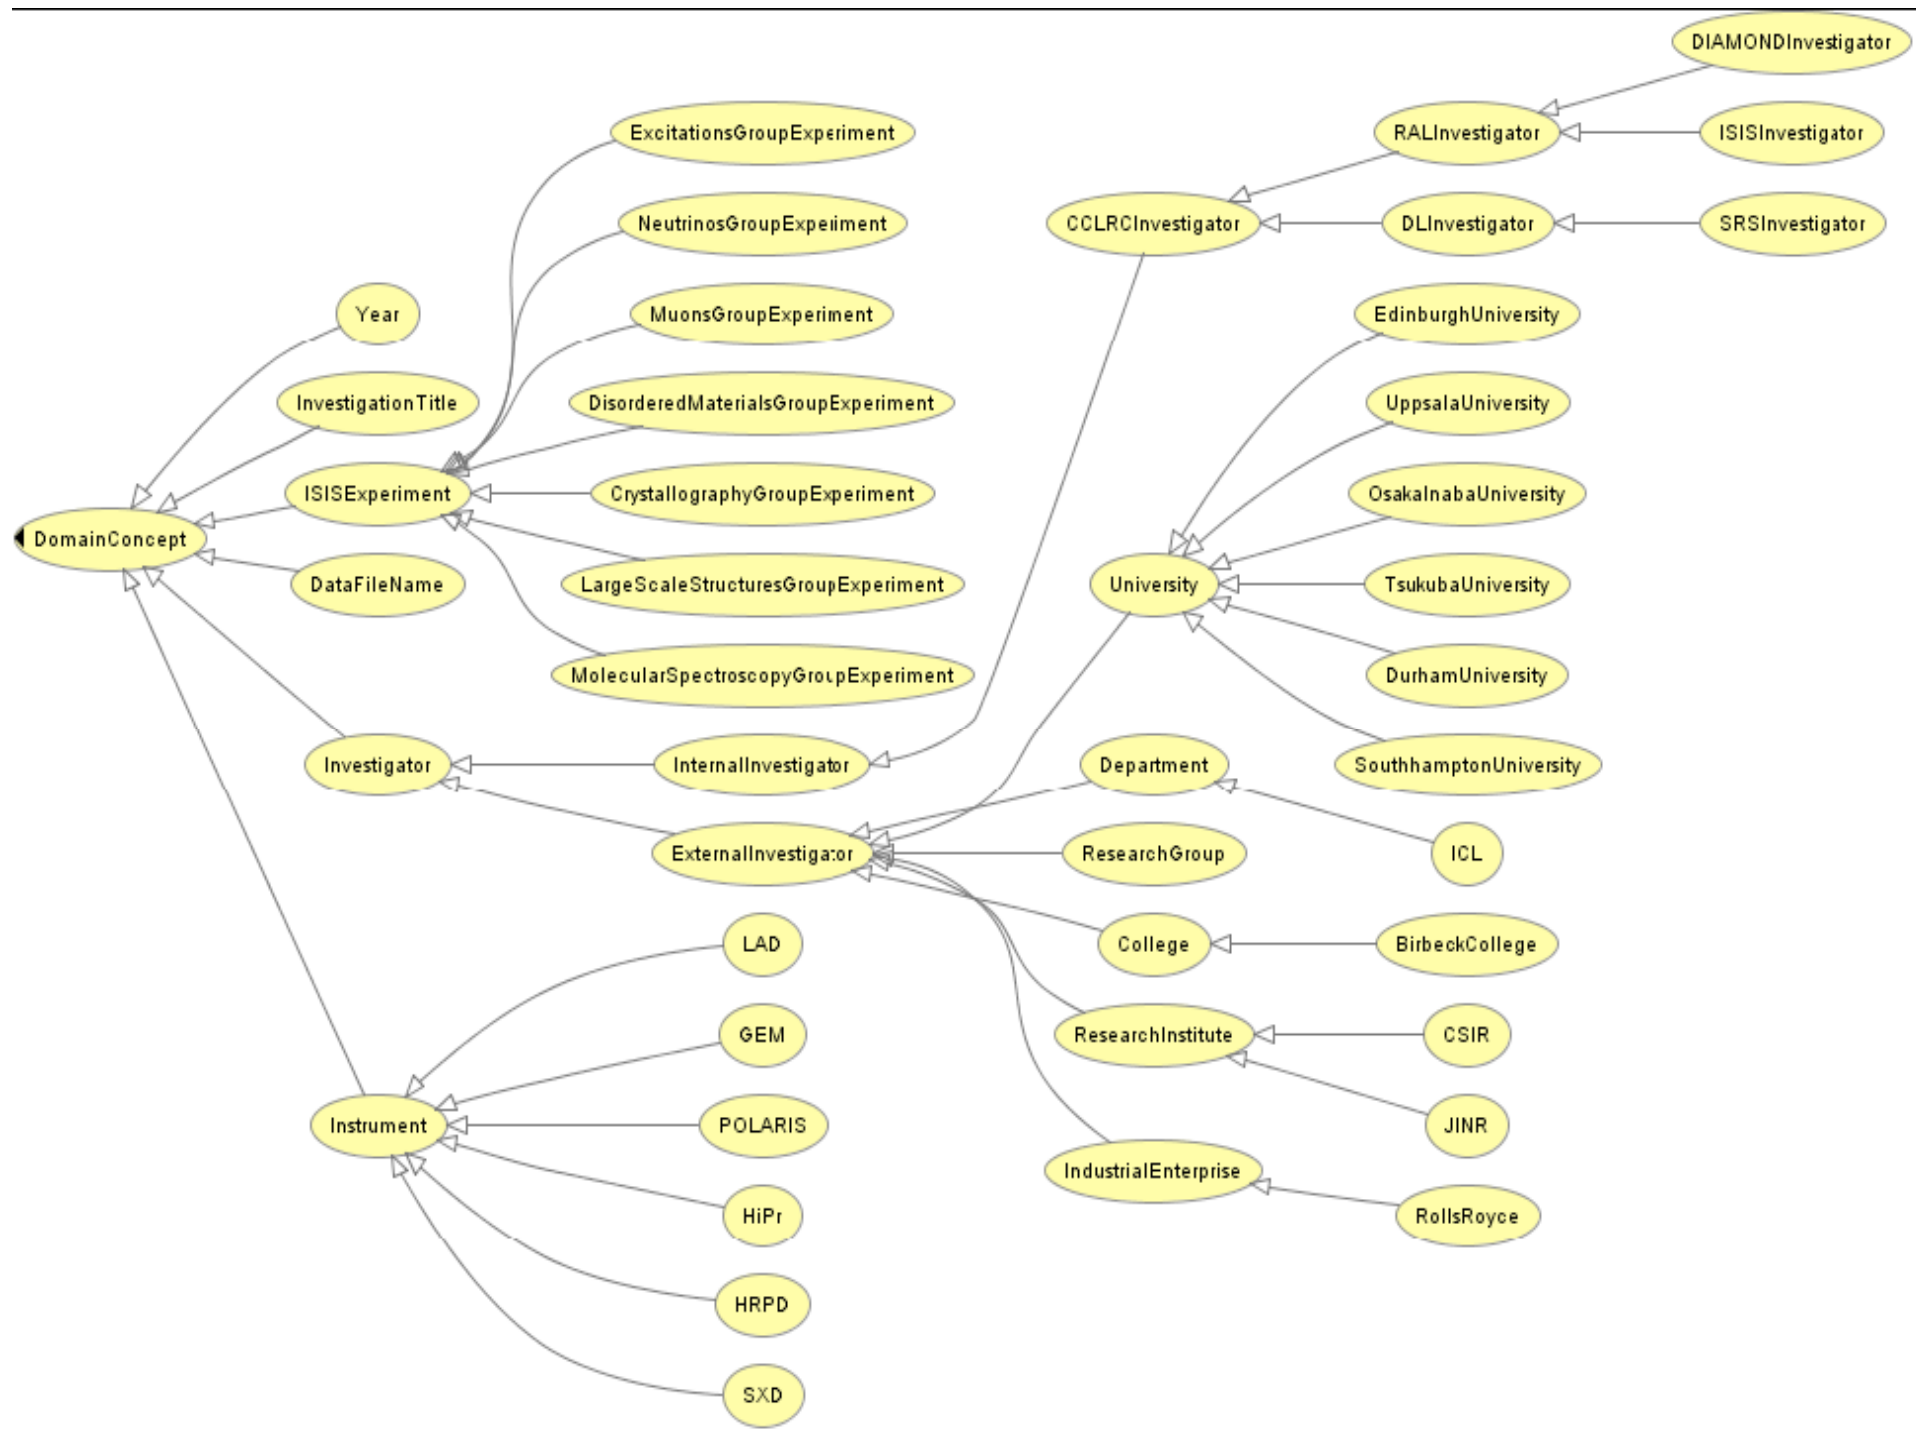 DIAMONDInvestigator
ExcitationsGroupExperiment
RALInvestigator
ISISInvestigator
NeutrinosGroupExperiment
CCLRCInvestigator
DLInvestigator
SRSInvestigator
Year
MuonsGroupExperiment
EdinburghUniversity
InvestigationTitle
DisorderedMaterialsGroupExperiment
UppsalaUniversity
ISISExperiment
CrystallographyGroupExperiment
OsakaInabaUniversity
DomainConcept
DataFileName
LargeScaleStructuresGroupExperiment
University
TsukubaUniversity
MolecularSpectroscopyGroupExperiment
DurhamUniversity
Investigator
InternalInvestigator
Department
SouthhamptonUniversity
ExternalInvestigator
ResearchGroup
ICL
LAD
College
BirbeckCollege
GEM
ResearchInstitute
CSIR
Instrument
POLARIS
JINR
IndustrialEnterprise
HiPr
RollsRoyce
HRPD
SXD